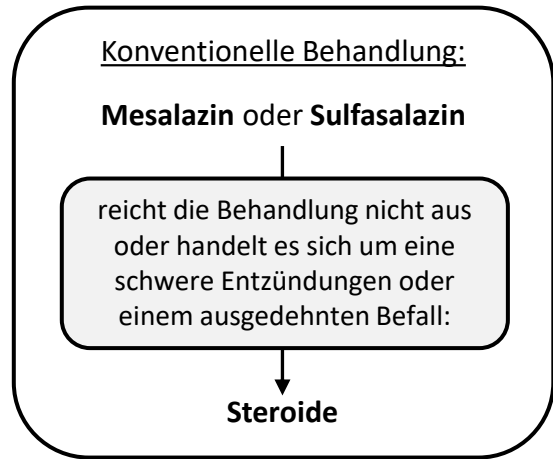 Konventionelle Behandlung:
Mesalazin oder Sulfasalazin
reicht die Behandlung nicht aus
oder handelt es sich um eine
schwere Entzündungen oder
einem ausgedehnten Befall:
Steroide